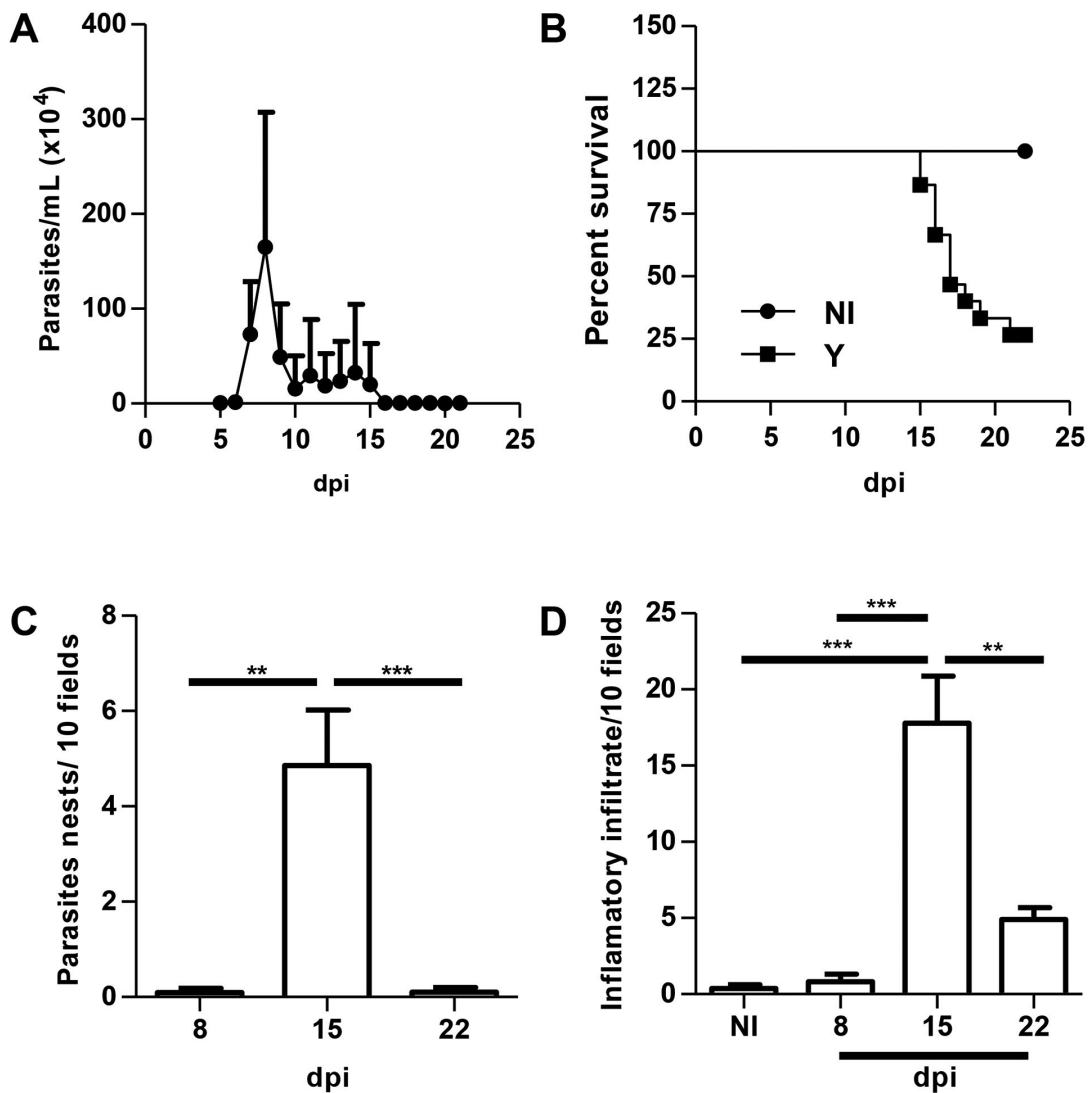 A
Parasites/mL (x10⁴)
400
300
200
100
0
0 5 10 15 20 25
dpi
B
Percent survival
150
125
100
75
50
25
0
NI
Y
0 5 10 15 20 25
dpi
C
Parasites nests/ 10 fields
8
6
4
2
0
** ***
8 15 22
dpi
D
Inflamatory infiltrate/10 fields
25
20
15
10
5
0
***
*** **
NI 8 15 22
dpi